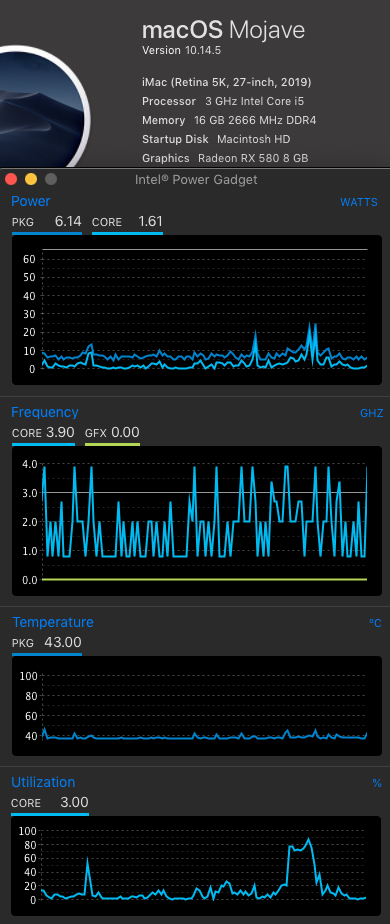 macOS Mojave
Version 10.14.5
iMac (Retina 5K, 27-inch, 2019)
Processor 3 GHz Intel Core i5
Memory 16 GB 2666 MHz DDR4
Startup Disk Macintosh HD
Graphics Radeon RX 580 8 GB
Intel® Power Gadget
Power WATTS
PKG 6.14 CORE 1.61
60
50
40
30
20
10
0
Frequency GHZ
CORE 3.90 GFX 0.00
4.0
3.0
2.0
1.0
0.0
Temperature ºC
PKG 43.00
100
80
60
40
Utilization %
CORE 3.00
100
80
60
40
20
0